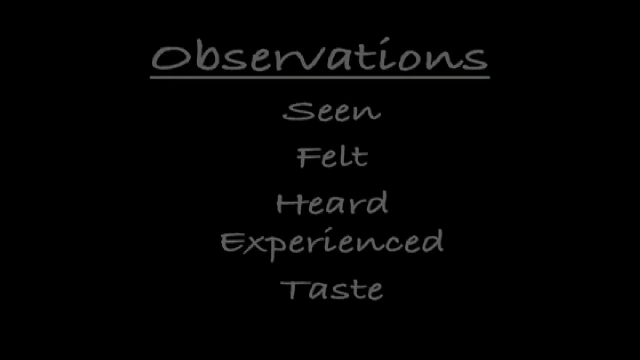 Observations
Seen
Felt
Heard
Experienced
Taste